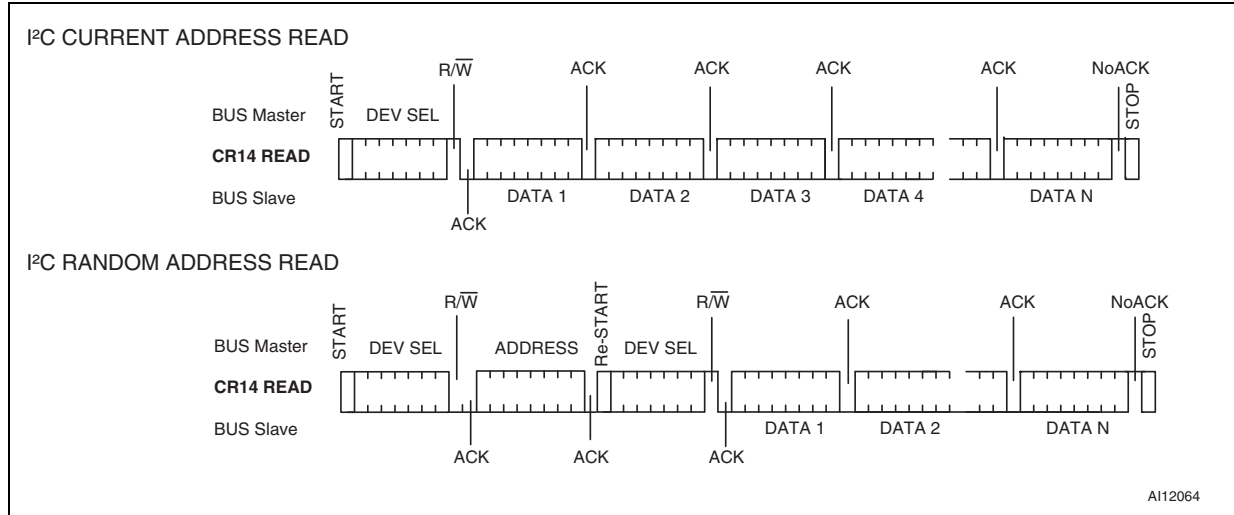 I²C CURRENT ADDRESS READ
R/W̅ ACK ACK ACK ACK NoACK
START
STOP
BUS Master DEV SEL
CR14 READ
BUS Slave DATA 1 DATA 2 DATA 3 DATA 4 DATA N
ACK
I²C RANDOM ADDRESS READ
R/W̅ R/W̅ ACK ACK NoACK
START
Re-START
STOP
BUS Master DEV SEL ADDRESS DEV SEL
CR14 READ
BUS Slave DATA 1 DATA 2 DATA N
ACK ACK ACK
AI12064